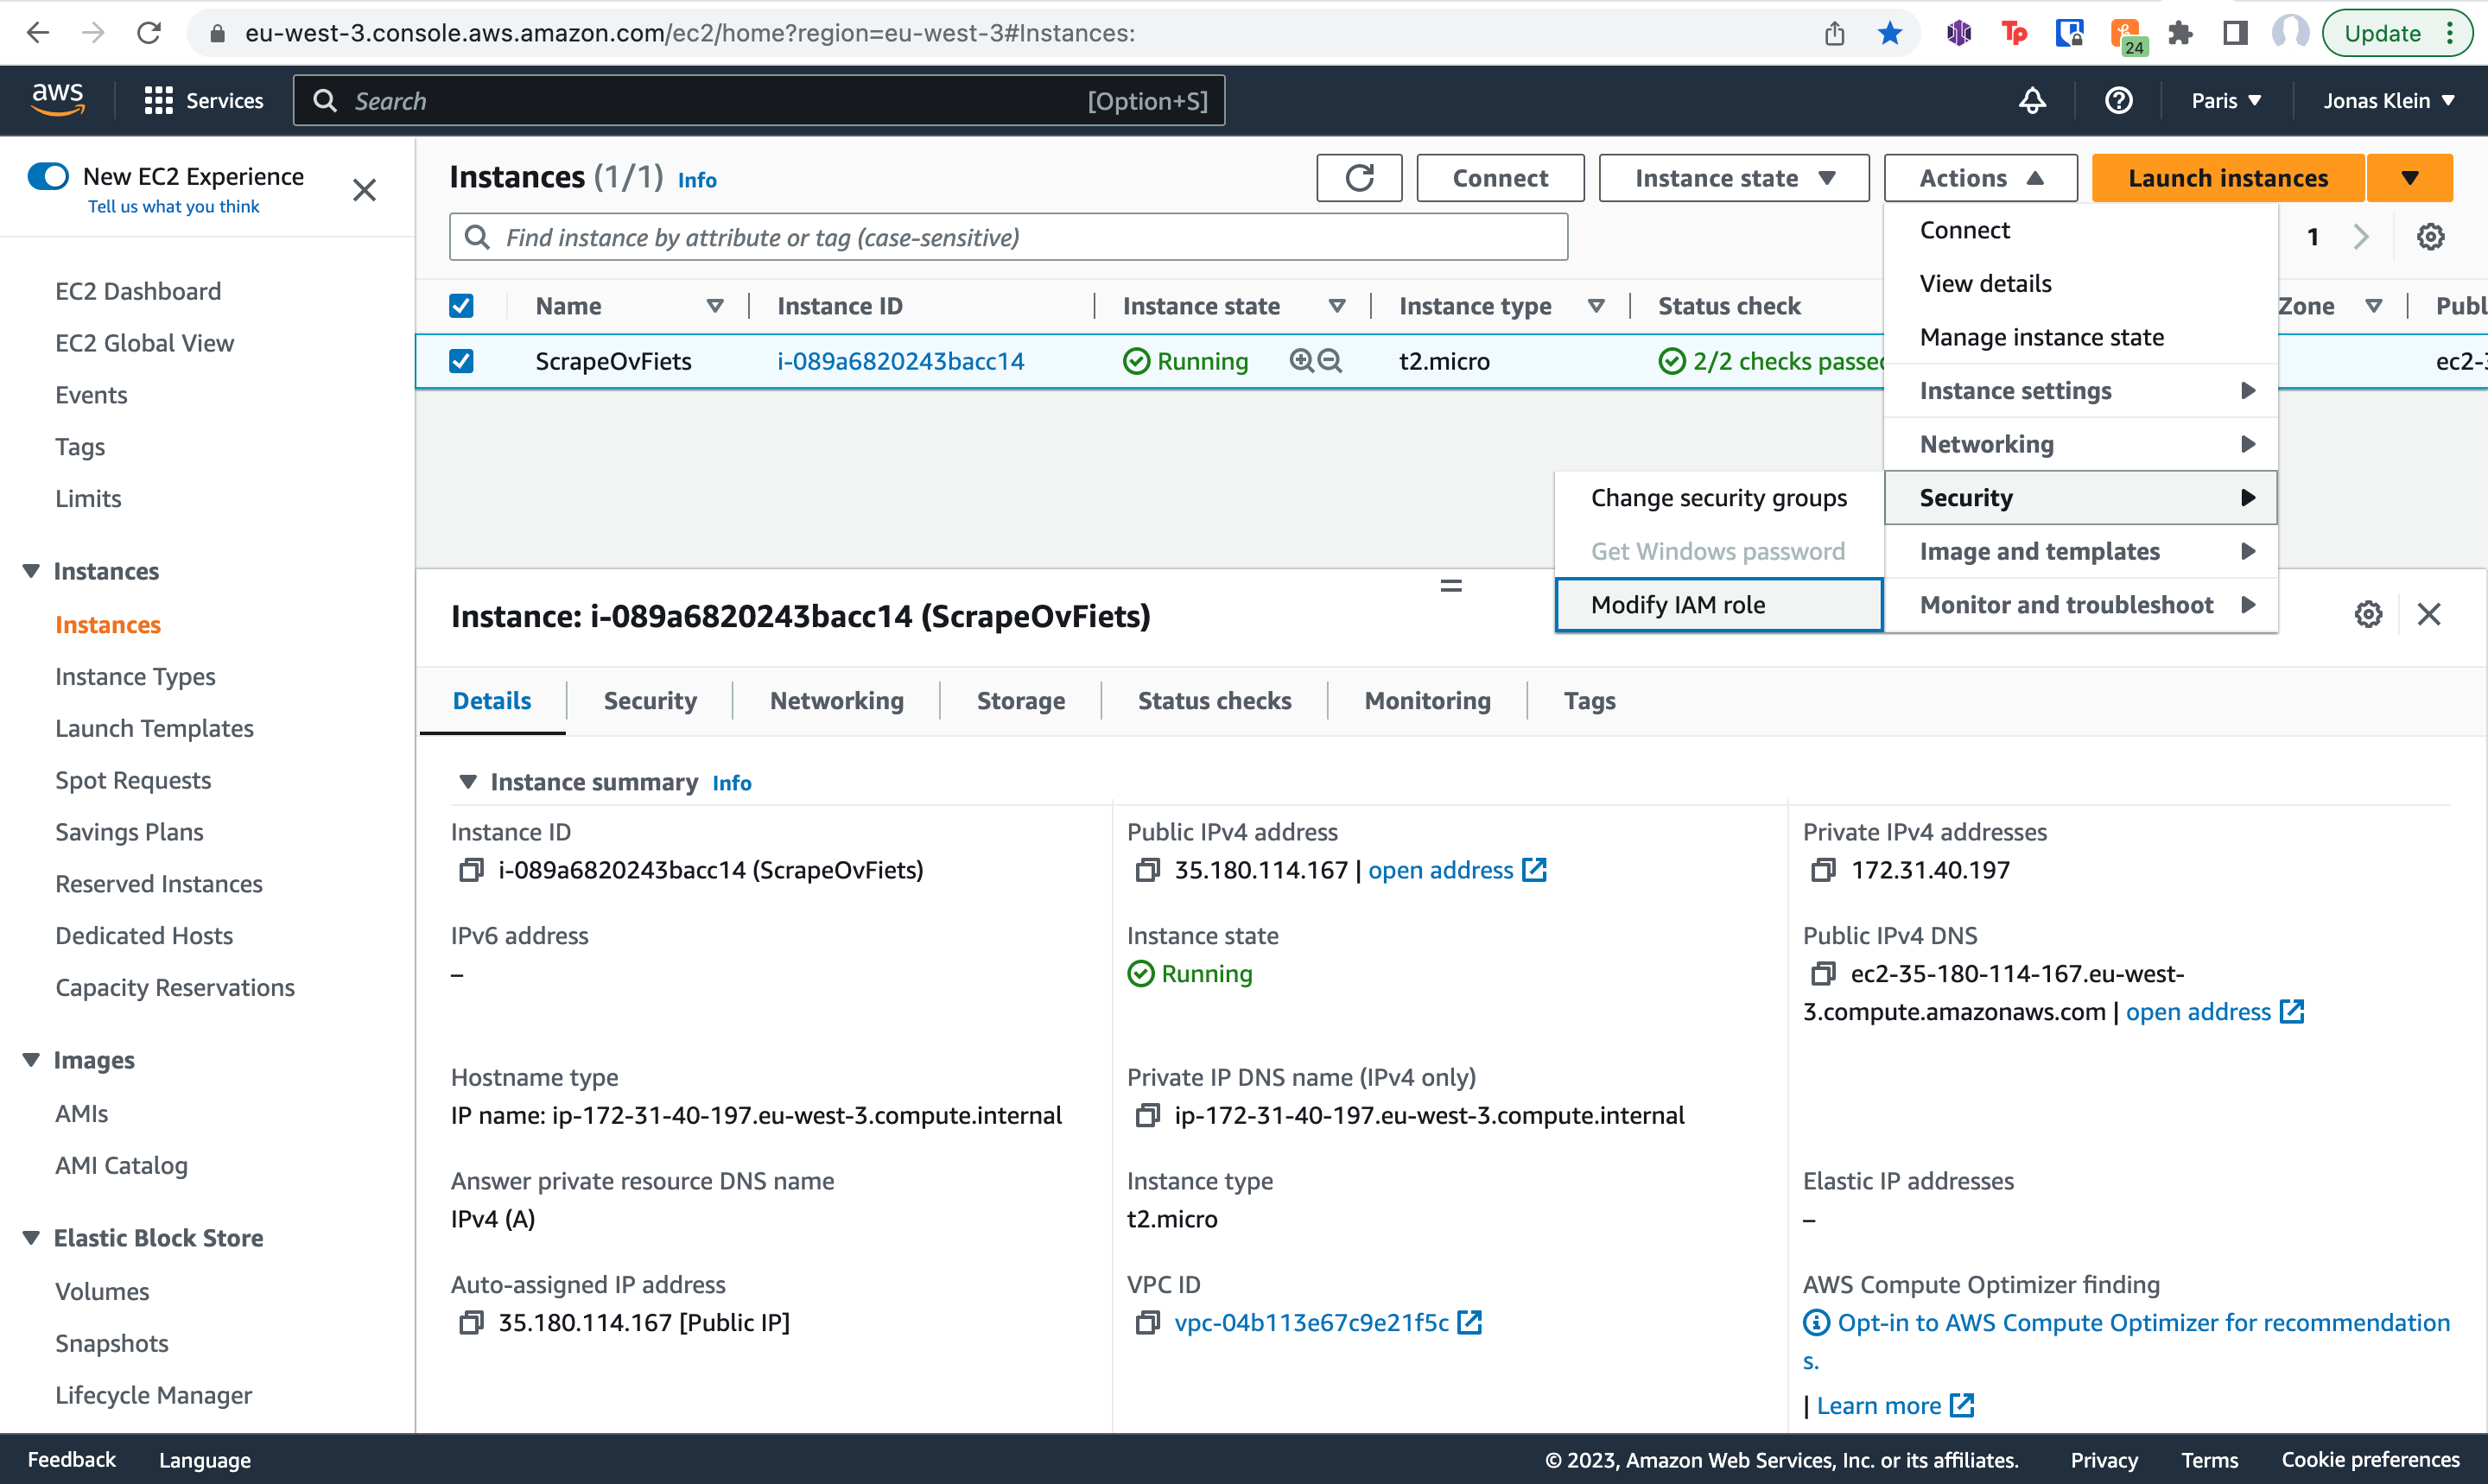 eu-west-3.console.aws.amazon.com/ec2/home?region=eu-west-3#Instances:
24
Update
aws
Services
Search
[Option+S]
Paris
Jonas Klein
New EC2 Experience
Tell us what you think
EC2 Dashboard
EC2 Global View
Events
Tags
Limits
Instances
Instances
Instance Types
Launch Templates
Spot Requests
Savings Plans
Reserved Instances
Dedicated Hosts
Capacity Reservations
Images
AMIs
AMI Catalog
Elastic Block Store
Volumes
Snapshots
Lifecycle Manager
Instances (1/1) Info
Connect
Instance state
Actions
Launch instances
Find instance by attribute or tag (case-sensitive)
1
Name
Instance ID
Instance state
Instance type
Status check
Zone
Publ
ScrapeOvFiets
i-089a6820243bacc14
Running
t2.micro
2/2 checks passed
ec2-3
Connect
View details
Manage instance state
Instance settings
Networking
Security
Image and templates
Monitor and troubleshoot
Change security groups
Get Windows password
Modify IAM role
Instance: i-089a6820243bacc14 (ScrapeOvFiets)
Details
Security
Networking
Storage
Status checks
Monitoring
Tags
Instance summary Info
Instance ID
i-089a6820243bacc14 (ScrapeOvFiets)
Public IPv4 address
35.180.114.167 | open address
Private IPv4 addresses
172.31.40.197
IPv6 address
–
Instance state
Running
Public IPv4 DNS
ec2-35-180-114-167.eu-west-
3.compute.amazonaws.com | open address
Hostname type
IP name: ip-172-31-40-197.eu-west-3.compute.internal
Private IP DNS name (IPv4 only)
ip-172-31-40-197.eu-west-3.compute.internal
Answer private resource DNS name
IPv4 (A)
Instance type
t2.micro
Elastic IP addresses
–
Auto-assigned IP address
35.180.114.167 [Public IP]
VPC ID
vpc-04b113e67c9e21f5c
AWS Compute Optimizer finding
Opt-in to AWS Compute Optimizer for recommendation
s.
| Learn more
Feedback
Language
© 2023, Amazon Web Services, Inc. or its affiliates.
Privacy
Terms
Cookie preferences